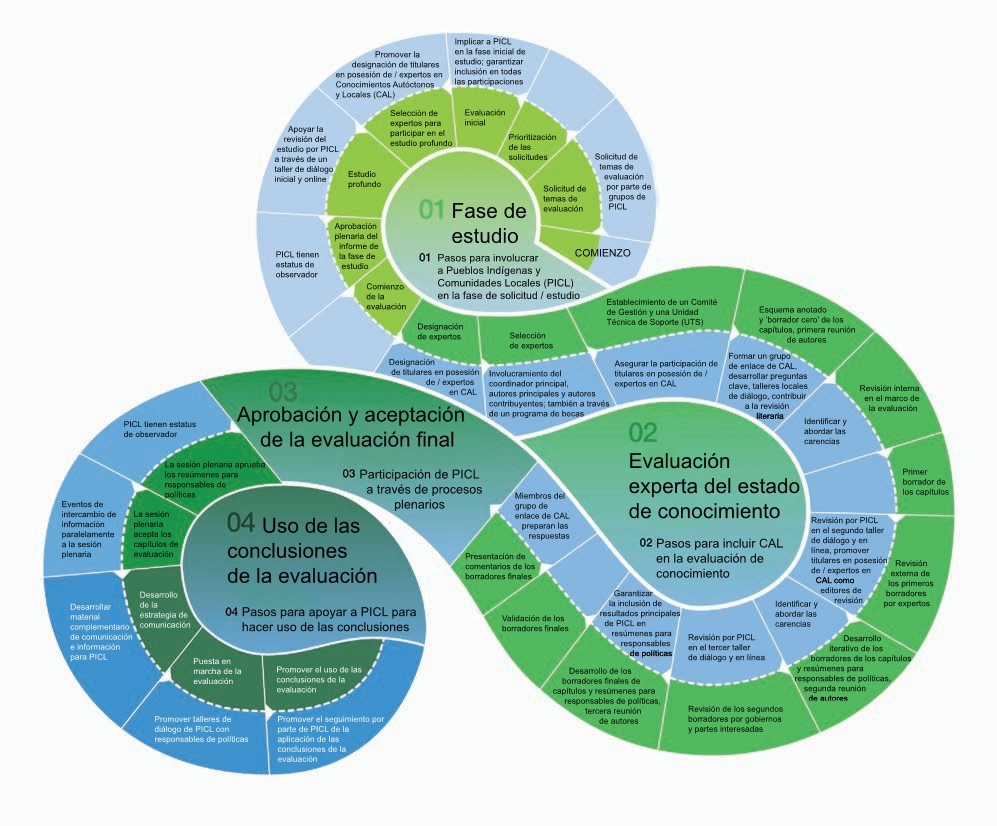 01 Fase de
estudio
01 Pasos para involucrar
a Pueblos Indígenas y
Comunidades Locales (PICL)
en la fase de solicitud / estudio
COMIENZO
Solicitud de
temas de
evaluación
por parte de
grupos de
PICL
Implicar a PICL
en la fase inicial de
estudio; garantizar
inclusión en todas
las participaciones
Promover la
designación de titulares
en posesión de / expertos en
Conocimientos Autóctonos
y Locales (CAL)
Apoyar la
revisión del
estudio por PICL
a través de un
taller de diálogo
inicial y online
PICL tienen
estatus de
observador
Solicitud de
temas de
evaluación
Prioritización
de las
solicitudes
Evaluación
inicial
Selección de
expertos para
participar en el
estudio profundo
Estudio
profundo
Aprobación
plenaria del
informe de
la fase de
estudio
Comienzo
de la
evaluación
Designación
de expertos
Selección
de expertos
Establecimiento de un Comité
de Gestión y una Unidad
Técnica de Soporte (UTS)
Esquema anotado
y 'borrador cero' de los
capítulos, primera reunión
de autores
Revisión interna
en el marco de
la evaluación
Primer
borrador de
los capítulos
Revisión
externa de
los primeros
borradores
por expertos
Desarrollo
iterativo de los
borradores de los capítulos
y resúmenes para
responsables de políticas,
segunda reunión
de autores
Revisión de los segundos
borradores por gobiernos
y partes interesadas
Desarrollo de los
borradores finales de
capítulos y resúmenes para
responsables de políticas,
tercera reunión
de autores
Validación de los
borradores finales
Presentación de
comentarios de los
borradores finales
Designación
de titulares en posesión
de / expertos
en CAL
Involucramiento del
coordinador principal,
autores principales y autores
contribuyentes; también a través
de un programa de becas
Asegurar la participación de
titulares en posesión de /
expertos en CAL
Formar un grupo
de enlace de CAL,
desarrollar preguntas
clave, talleres locales
de diálogo, contribuir
a la revisión
literaria
Identificar y
abordar las
carencias
Revisión por PICL
en el segundo taller
de diálogo y en
línea, promover
titulares en posesión
de / expertos en
CAL como
editores de
revisión
Identificar y
abordar las
carencias
Revisión por PICL
en el tercer taller
de diálogo y en línea
Garantizar
la inclusión de
resultados principales
de PICL en
resúmenes para
responsables
de políticas
Miembros del
grupo de
enlace de CAL
preparan las
respuestas
02
Evaluación
experta del estado
de conocimiento
02 Pasos para incluir CAL
en la evaluación de
conocimiento
03
Aprobación y aceptación
de la evaluación final
03 Participación de PICL
a través de procesos
plenarios
PICL tienen estatus
de observador
Eventos de
intercambio de
información
paralelamente
a la sesión
plenaria
La sesión plenaria aprueba
los resúmenes para
responsables de
políticas
La sesión
plenaria
acepta los
capítulos de
evaluación
04 Uso de las
conclusiones
de la evaluación
04 Pasos para apoyar a PICL para
hacer uso de las conclusiones
Desarrollo
de la
estrategia de
comunicación
Puesta en
marcha de la
evaluación
Promover el uso de las
conclusiones de la
evaluación
Desarrollar
material
complementario
de comunicación
e información
para PICL
Promover talleres de
diálogo de PICL con
responsables de políticas
Promover el seguimiento por
parte de PICL de la
aplicación de las
conclusiones de la
evaluación